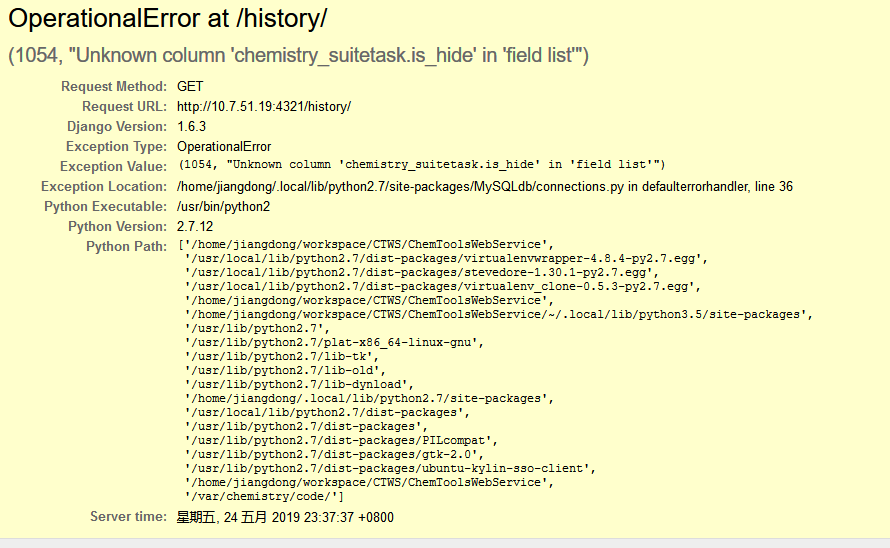 OperationalError at /history/
(1054, "Unknown column 'chemistry_suitetask.is_hide' in 'field list'")
Request Method: GET
Request URL: http://10.7.51.19:4321/history/
Django Version: 1.6.3
Exception Type: OperationalError
Exception Value: (1054, "Unknown column 'chemistry_suitetask.is_hide' in 'field list'")
Exception Location: /home/jiangdong/.local/lib/python2.7/site-packages/MySQLdb/connections.py in defaulterrorhandler, line 36
Python Executable: /usr/bin/python2
Python Version: 2.7.12
Python Path: ['/home/jiangdong/workspace/CTWS/ChemToolsWebService',
'/usr/local/lib/python2.7/dist-packages/virtualenvwrapper-4.8.4-py2.7.egg',
'/usr/local/lib/python2.7/dist-packages/stevedore-1.30.1-py2.7.egg',
'/usr/local/lib/python2.7/dist-packages/virtualenv_clone-0.5.3-py2.7.egg',
'/home/jiangdong/workspace/CTWS/ChemToolsWebService',
'/home/jiangdong/workspace/CTWS/ChemToolsWebService/~/.local/lib/python3.5/site-packages',
'/usr/lib/python2.7',
'/usr/lib/python2.7/plat-x86_64-linux-gnu',
'/usr/lib/python2.7/lib-tk',
'/usr/lib/python2.7/lib-old',
'/usr/lib/python2.7/lib-dynload',
'/home/jiangdong/.local/lib/python2.7/site-packages',
'/usr/local/lib/python2.7/dist-packages',
'/usr/lib/python2.7/dist-packages',
'/usr/lib/python2.7/dist-packages/PILcompat',
'/usr/lib/python2.7/dist-packages/gtk-2.0',
'/usr/lib/python2.7/dist-packages/ubuntu-kylin-sso-client',
'/home/jiangdong/workspace/CTWS/ChemToolsWebService',
'/var/chemistry/code/']
Server time: 星期五, 24 五月 2019 23:37:37 +0800